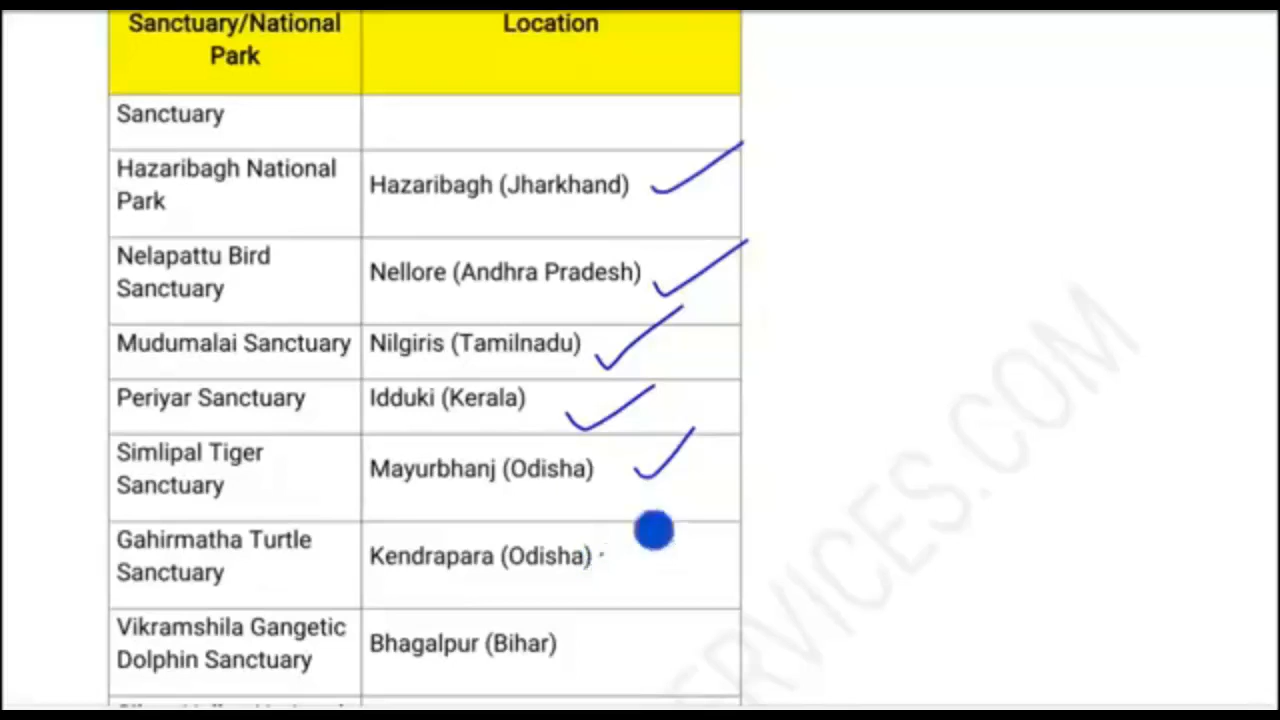 Sanctuary/National
Park
Location
Sanctuary
Hazaribagh National
Park
Hazaribagh (Jharkhand)
Nelapattu Bird
Sanctuary
Nellore (Andhra Pradesh)
Mudumalai Sanctuary
Nilgiris (Tamilnadu)
Periyar Sanctuary
Idduki (Kerala)
Simlipal Tiger
Sanctuary
Mayurbhanj (Odisha)
Gahirmatha Turtle
Sanctuary
Kendrapara (Odisha)
Vikramshila Gangetic
Dolphin Sanctuary
Bhagalpur (Bihar)
ERVICES.COM